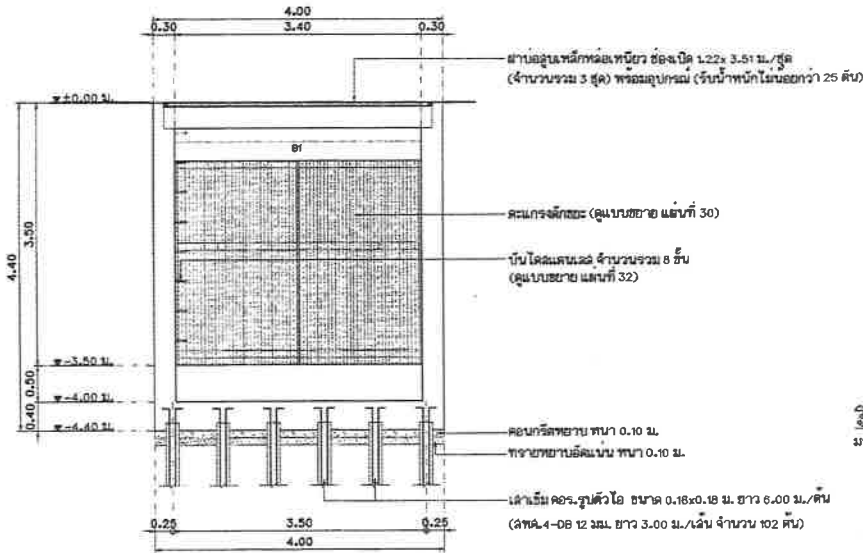 4.00
0.30 3.40 0.30
ฝาบ่อสูบเหล็กหล่อเหนียว ช่องเปิด 1.22x 3.51 ม./ชุด
(จำนวนรวม 3 ชุด) พร้อมอุปกรณ์ (รับน้ำหนักไม่น้อยกว่า 25 ตัน)
±0.00 ม.
B1
3.50
4.40
ตะแกรงดักขยะ (ดูแบบขยาย แผ่นที่ 30)
บันไดสแตนเลส จำนวนรวม 8 ขั้น
(ดูแบบขยาย แผ่นที่ 32)
-3.50 ม.
0.50
-4.00 ม.
0.40
-4.40 ม.
คอนกรีตหยาบ หนา 0.10 ม.
ทรายหยาบอัดแน่น หนา 0.10 ม.
เสาเข็ม คอร.รูปตัวไอ ขนาด 0.18x0.18 ม. ยาว 6.00 ม./ต้น
(ลทค.4-DB 12 มม. ยาว 3.00 ม./เส้น จำนวน 102 ต้น)
0.25 3.50 0.25
4.00